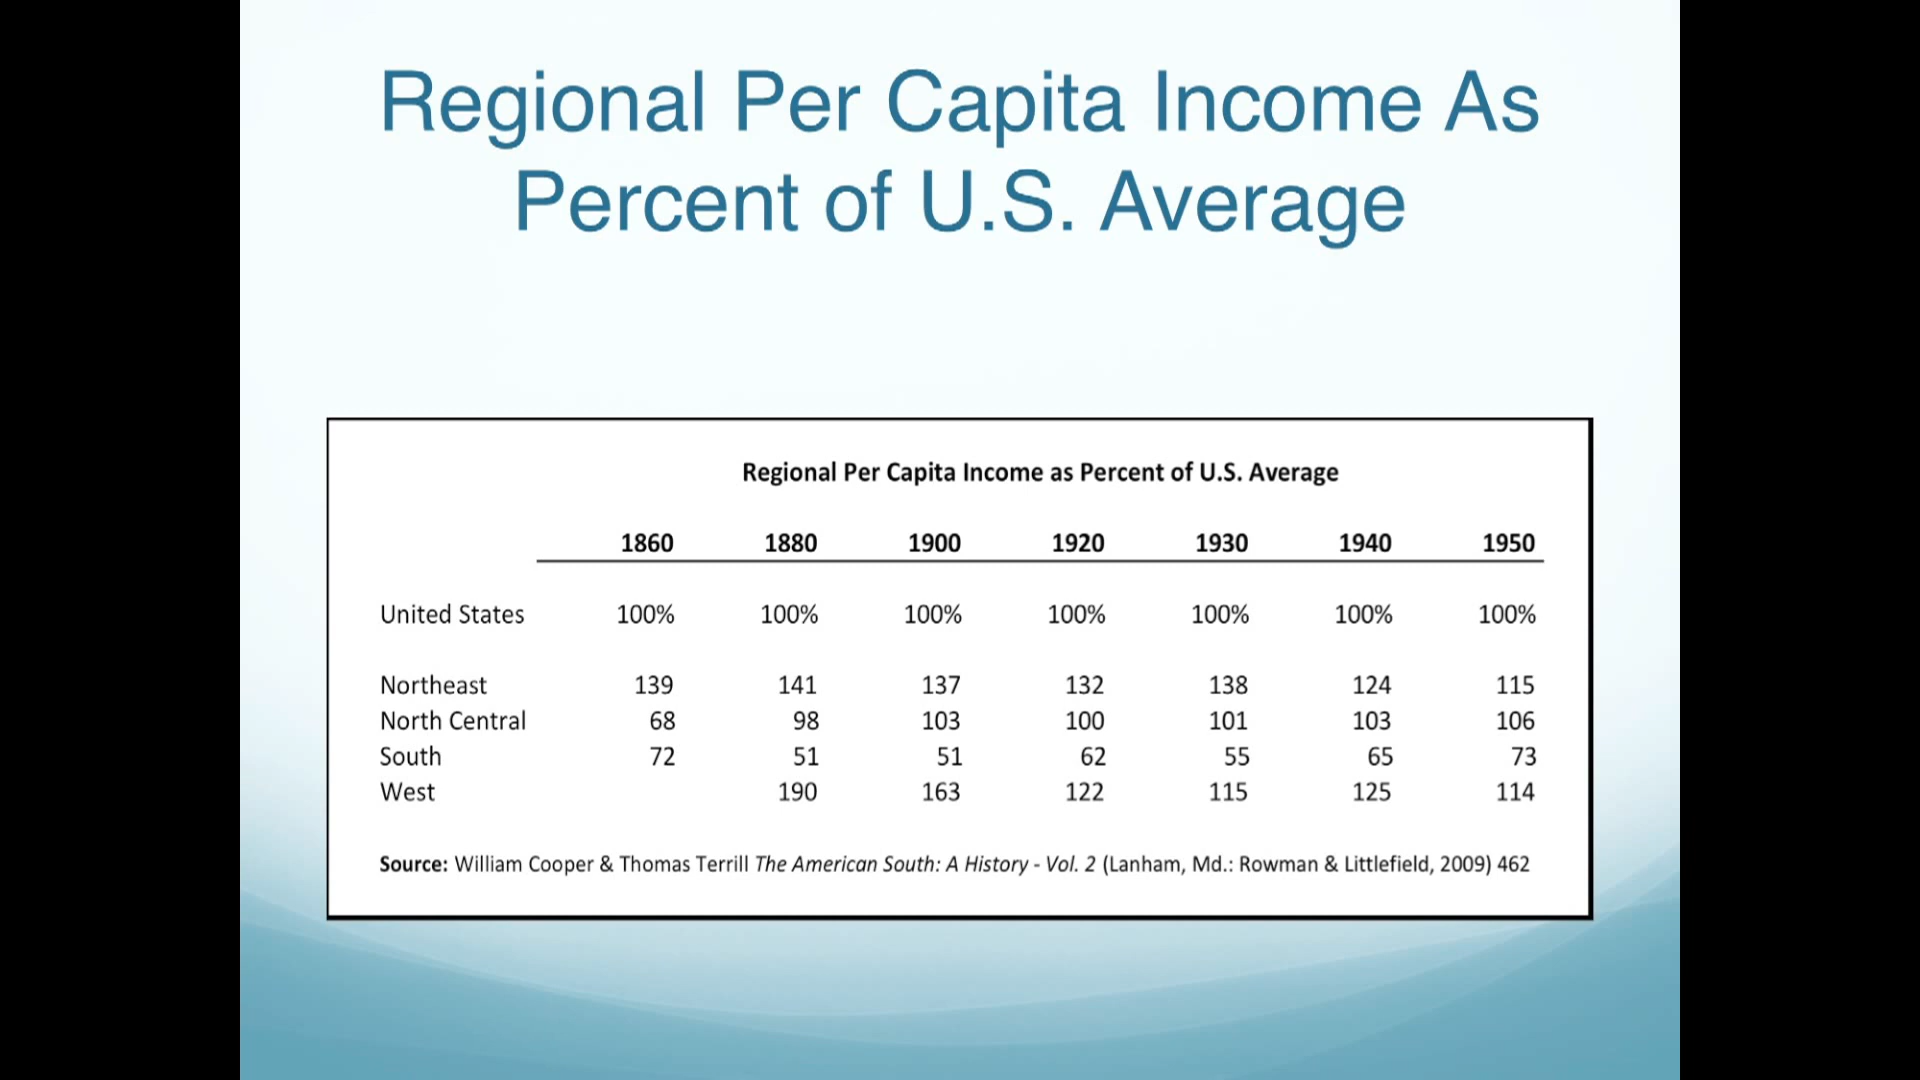 Regional Per Capita Income As
Percent of U.S. Average
Regional Per Capita Income as Percent of U.S. Average
1860 1880 1900 1920 1930 1940 1950
United States 100% 100% 100% 100% 100% 100% 100%
Northeast 139 141 137 132 138 124 115
North Central 68 98 103 100 101 103 106
South 72 51 51 62 55 65 73
West 190 163 122 115 125 114
Source: William Cooper & Thomas Terrill The American South: A History - Vol. 2 (Lanham, Md.: Rowman & Littlefield, 2009) 462